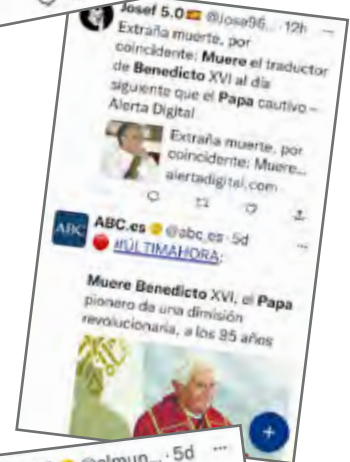 Josef 5.0 @Jose96... · 12h ...
Extraña muerte, por
coincidente: Muere el traductor
de Benedicto XVI al día
siguiente que el Papa cautivo –
Alerta Digital
Extraña muerte, por
coincidente: Muere...
alertadigital.com
ABC
ABC.es @abc_es · 5d ...
#ÚLTIMAHORA:
Muere Benedicto XVI, el Papa
pionero de una dimisión
revolucionaria, a los 95 años
@elmun... · 5d ...